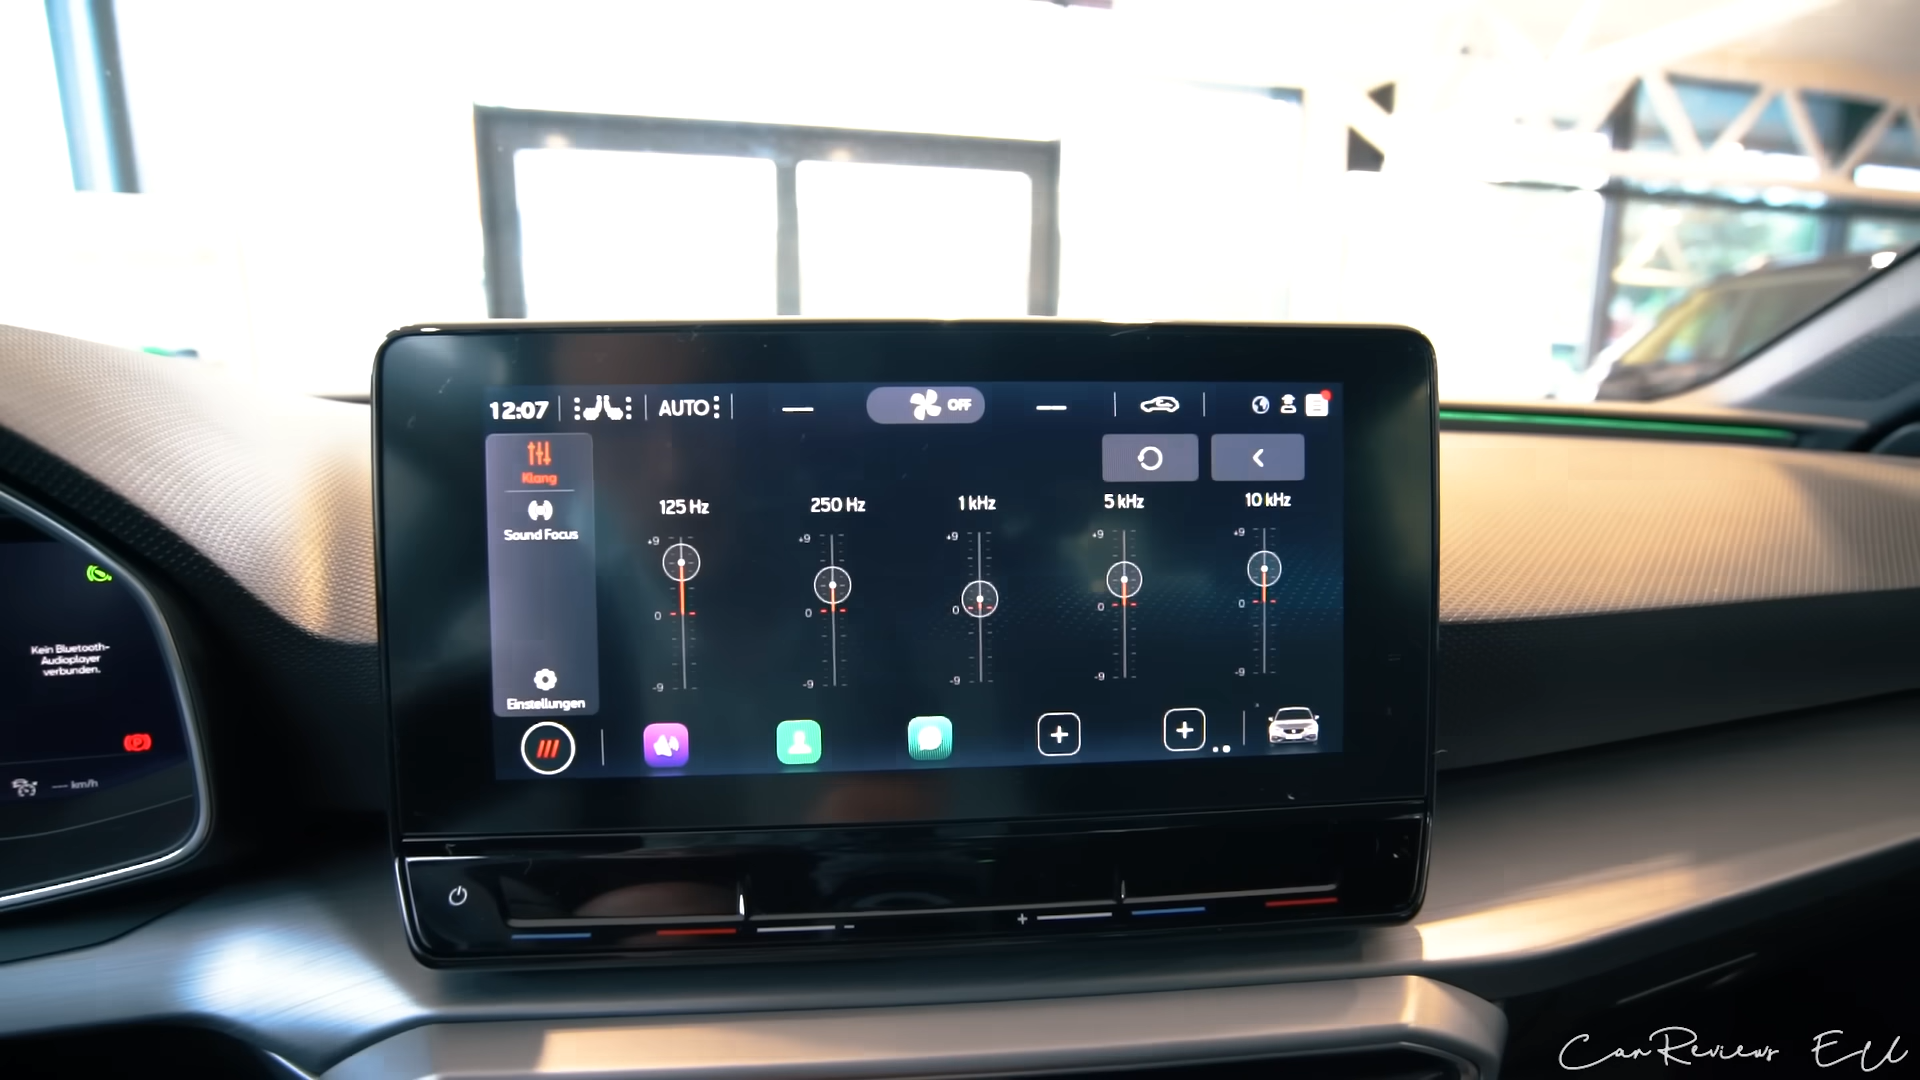 12:07 AUTO OFF
Klang
Sound Focus
Einstellungen
125 Hz 250 Hz 1 kHz 5 kHz 10 kHz
+9 +9 +9 +9 +9
0 0 0 0 0
-9 -9 -9 -9 -9
Kein Bluetooth-
Audioplayer
verbunden.
--- km/h
CarReviews EU